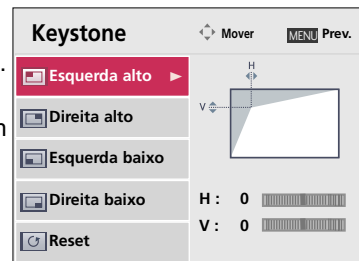 Keystone
Mover
MENU Prev.
Esquerda alto
Direita alto
Esquerda baixo
Direita baixo
Reset
H
V
H : 0
V : 0